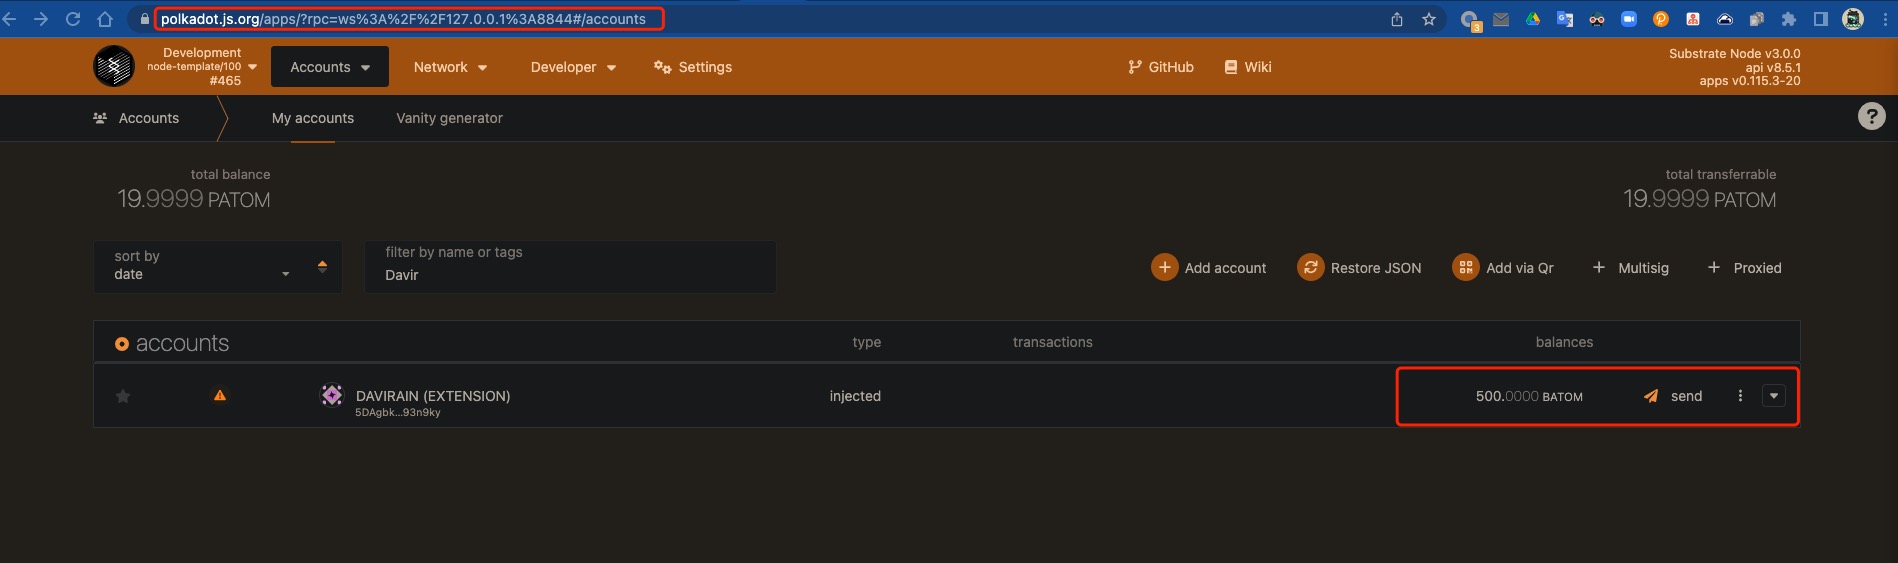 polkadot.js.org/apps/?rpc=ws%3A%2F%2F127.0.0.1%3A8844#/accounts
3
Development
node-template/100
#465
Accounts
Network
Developer
Settings
GitHub
Wiki
Substrate Node v3.0.0
api v8.5.1
apps v0.115.3-20
Accounts
My accounts
Vanity generator
?
total balance
19.9999 PATOM
total transferrable
19.9999 PATOM
sort by
date
filter by name or tags
Davir
Add account
Restore JSON
Add via Qr
Multisig
Proxied
accounts
type
transactions
balances
DAVIRAIN (EXTENSION)
5DAgbk...93n9ky
injected
500.0000 BATOM
send